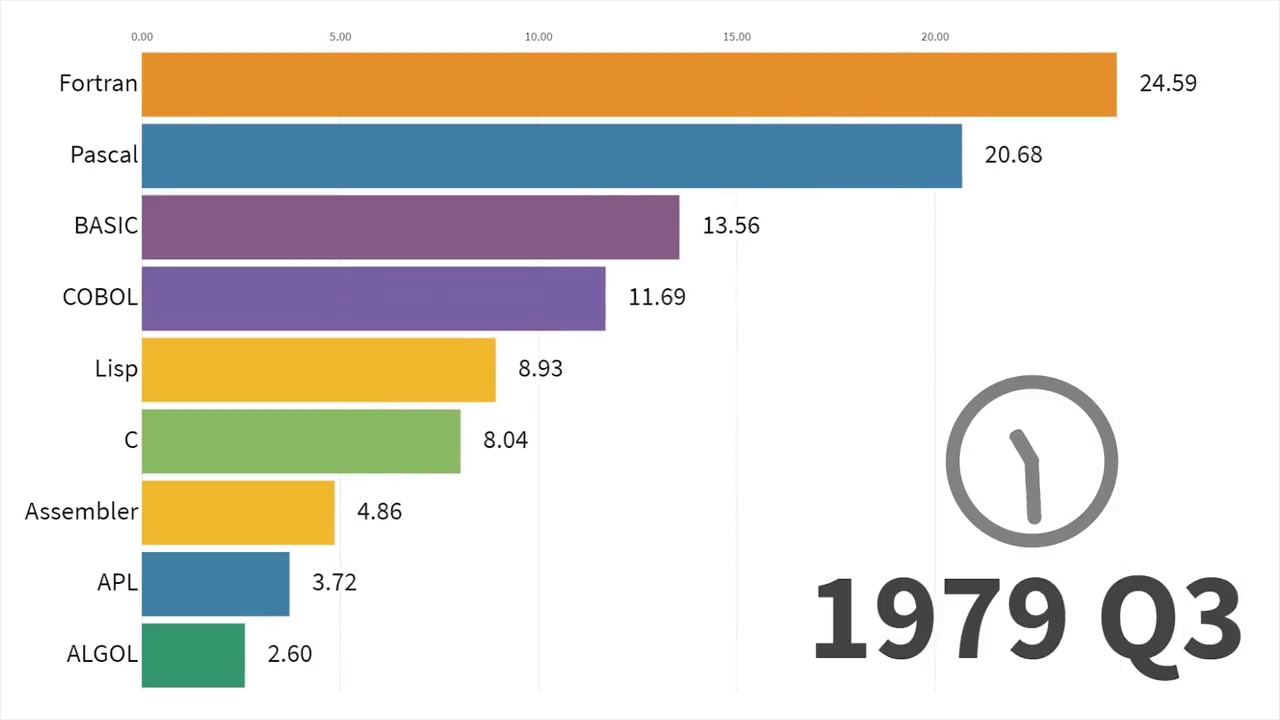 0.00 5.00 10.00 15.00 20.00
Fortran 24.59
Pascal 20.68
BASIC 13.56
COBOL 11.69
Lisp 8.93
C 8.04
Assembler 4.86
APL 3.72
ALGOL 2.60
1979 Q3